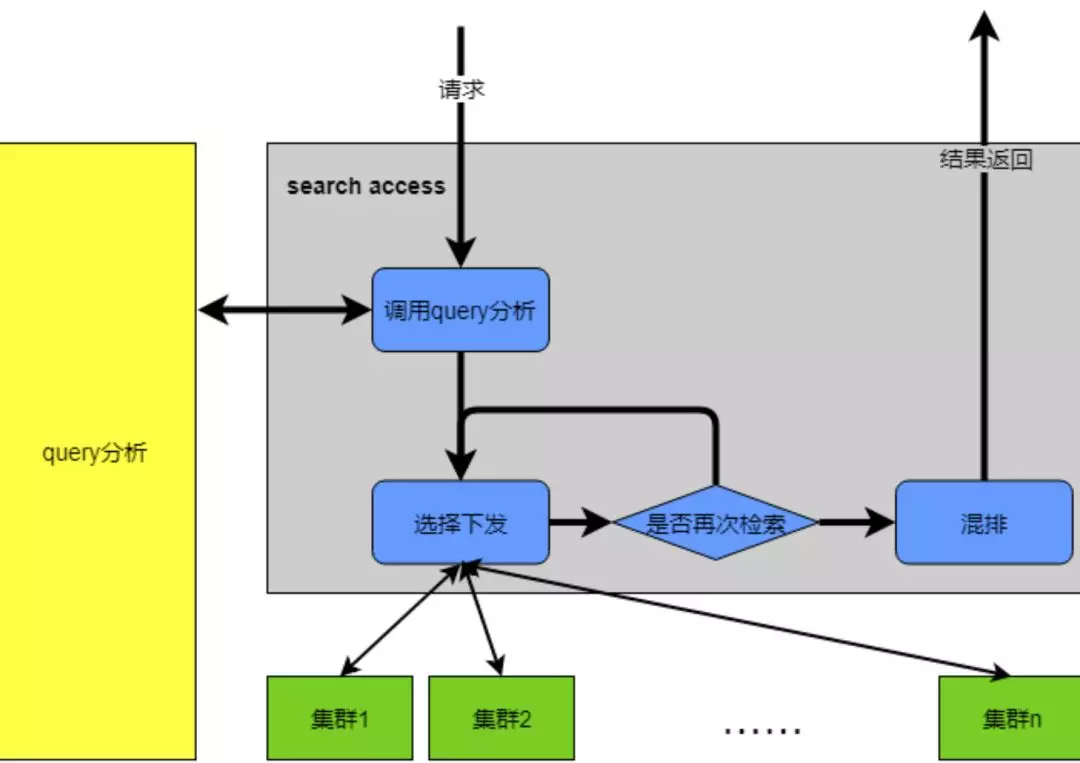 请求
结果返回
search access
调用query分析
query分析
选择下发
是否再次检索
混排
集群1
集群2
......
集群n